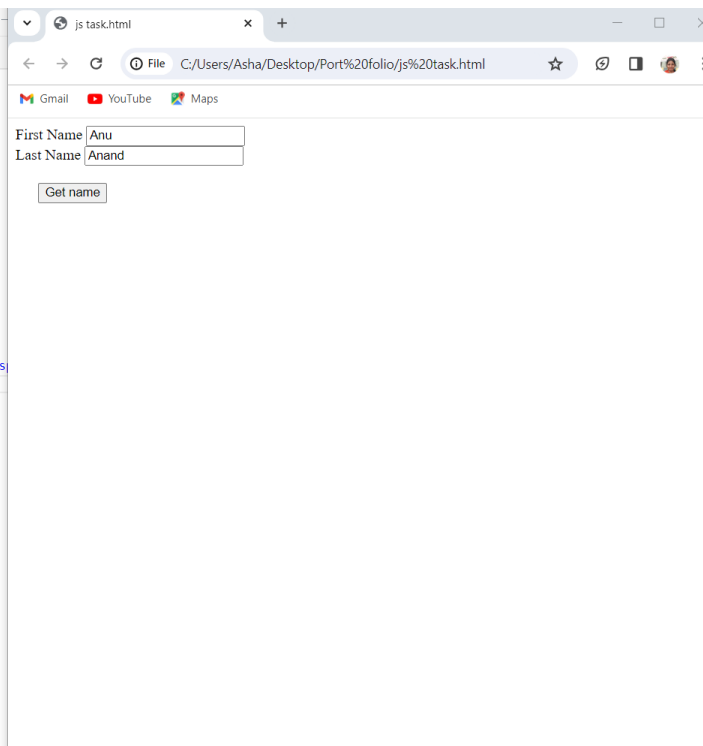 js task.html
File C:/Users/Asha/Desktop/Port%20folio/js%20task.html
Gmail YouTube Maps
First Name Anu
Last Name Anand
Get name